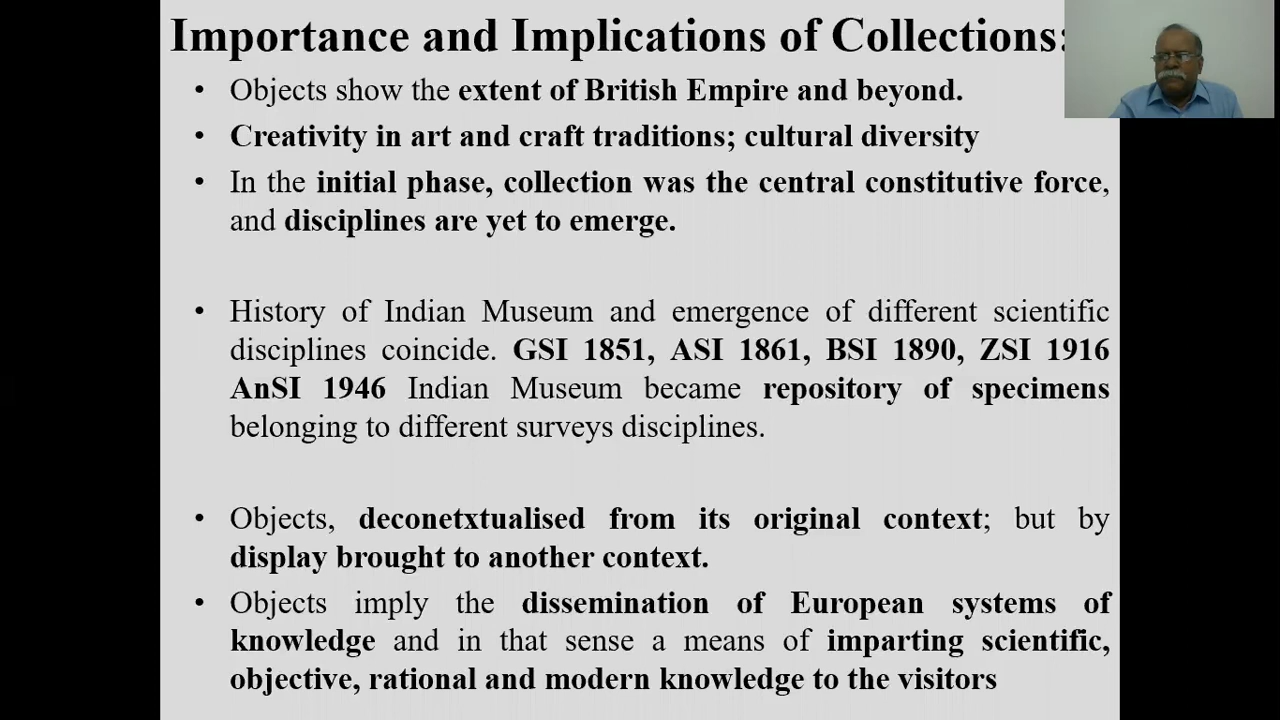 Importance and Implications of Collections:
• Objects show the extent of British Empire and beyond.
• Creativity in art and craft traditions; cultural diversity
• In the initial phase, collection was the central constitutive force,
and disciplines are yet to emerge.
• History of Indian Museum and emergence of different scientific
disciplines coincide. GSI 1851, ASI 1861, BSI 1890, ZSI 1916
AnSI 1946 Indian Museum became repository of specimens
belonging to different surveys disciplines.
• Objects, deconetxtualised from its original context; but by
display brought to another context.
• Objects imply the dissemination of European systems of
knowledge and in that sense a means of imparting scientific,
objective, rational and modern knowledge to the visitors